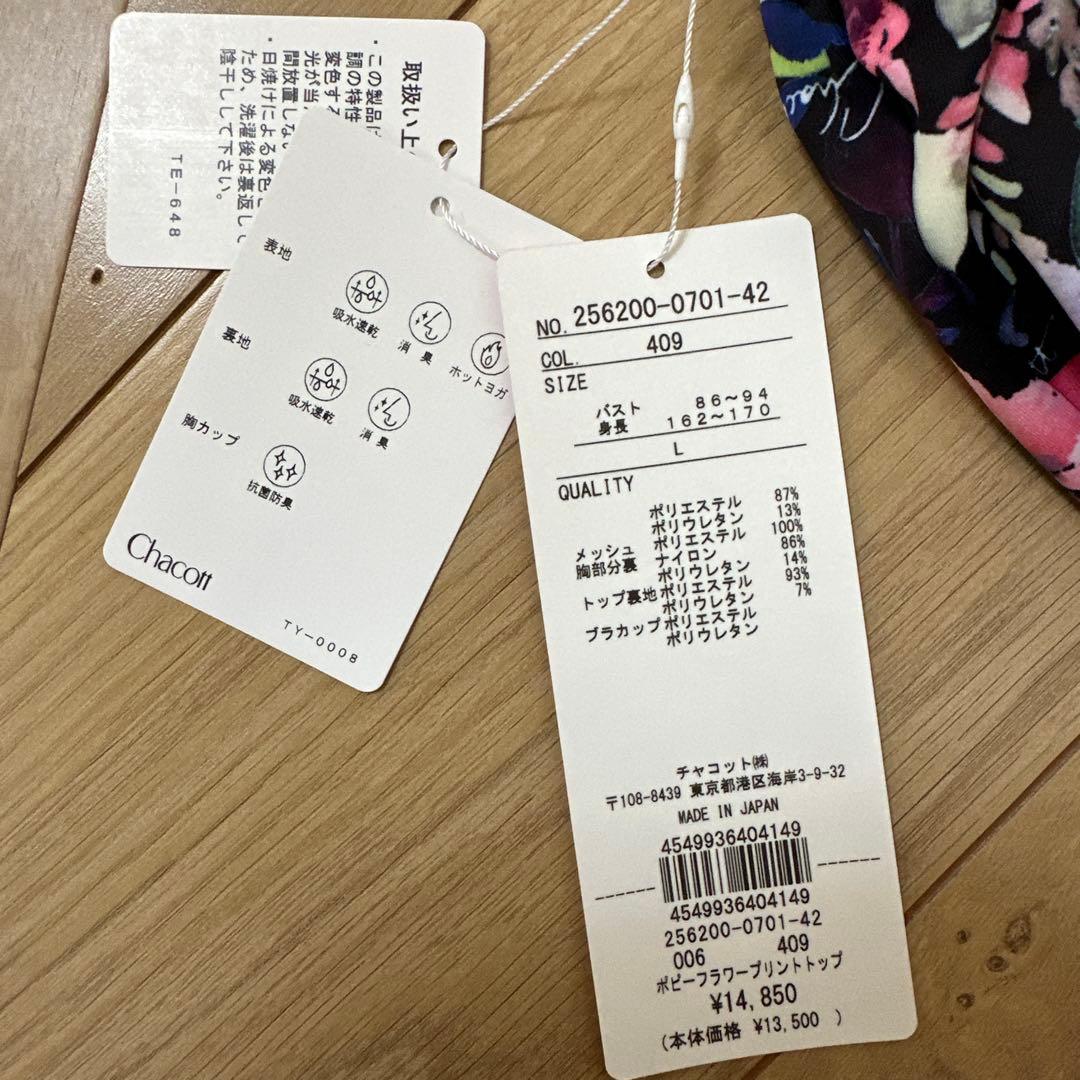 取扱い上
・この製品に
調の特性
変色する
間放置しな
光が当
・日焼けによる変色
ため、洗濯後は裏返して
陰干しして下さい。
TE-648
表地
吸水速乾
消臭
ホットヨガ
裏地
吸水速乾
消臭
胸カップ
抗菌防臭
Chacott
TY-0008
NO. 256200-0701-42
COL. 409
SIZE
バスト 86～94
身長 162～170
L
QUALITY
ポリエステル 87%
ポリウレタン 13%
メッシュ ポリエステル 100%
胸部分裏 ナイロン 86%
ポリウレタン 14%
トップ裏地 ポリエステル 93%
ポリウレタン 7%
ブラカップ ポリエステル
ポリウレタン
チャコット㈱
〒108-8439 東京都港区海岸3-9-32
MADE IN JAPAN
4549936404149
4549936404149
256200-0701-42
006 409
ポピーフラワープリントトップ
¥14,850
(本体価格 ¥13,500 )